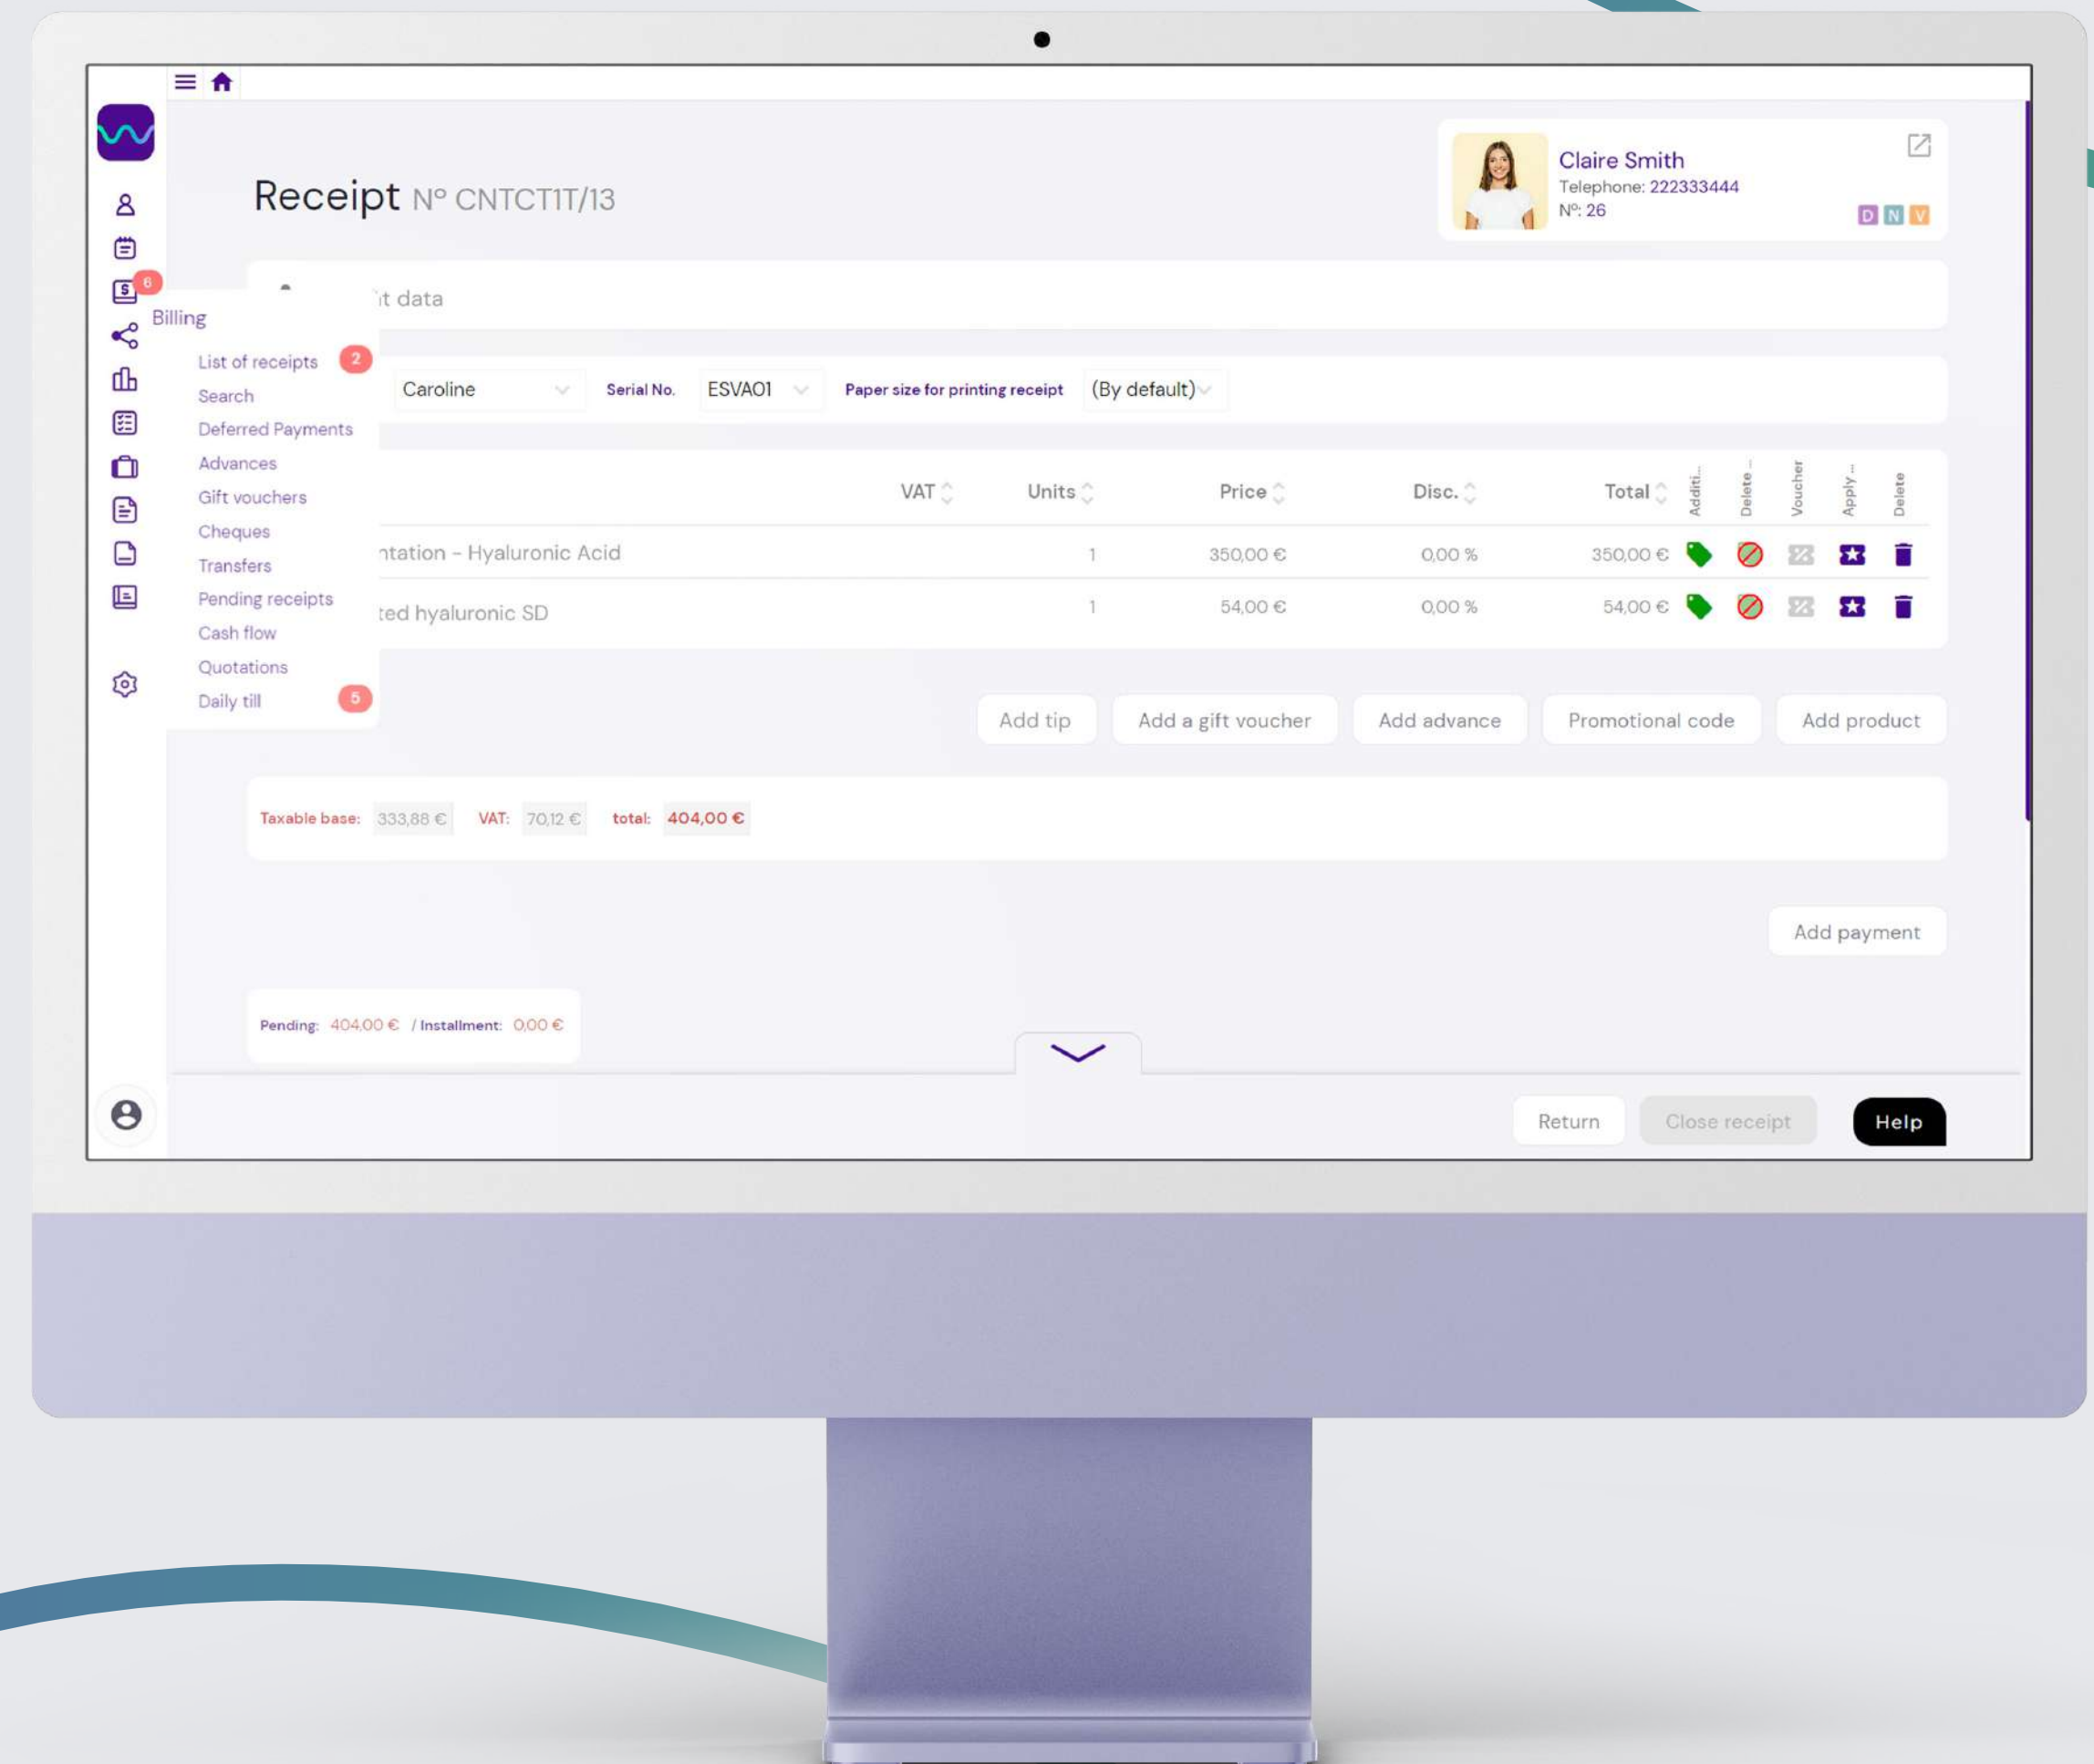 Receipt Nº CNTCT1T/13
Claire Smith
Telephone: 222333444
Nº: 26
D N V
6
Billing
List of receipts 2
Search
Deferred Payments
Advances
Gift vouchers
Cheques
Transfers
Pending receipts
Cash flow
Quotations
Daily till 5
data
Caroline Serial No. ESVA01 Paper size for printing receipt (By default)
VAT Units Price Disc. Total Additi... Delete ... Voucher Apply ... Delete
ntation - Hyaluronic Acid 1 350,00 € 0,00 % 350,00 €
ted hyaluronic SD 1 54,00 € 0,00 % 54,00 €
Add tip Add a gift voucher Add advance Promotional code Add product
Taxable base: 333,88 € VAT: 70,12 € total: 404,00 €
Add payment
Pending: 404,00 € / Installment: 0,00 €
Return Close receipt Help